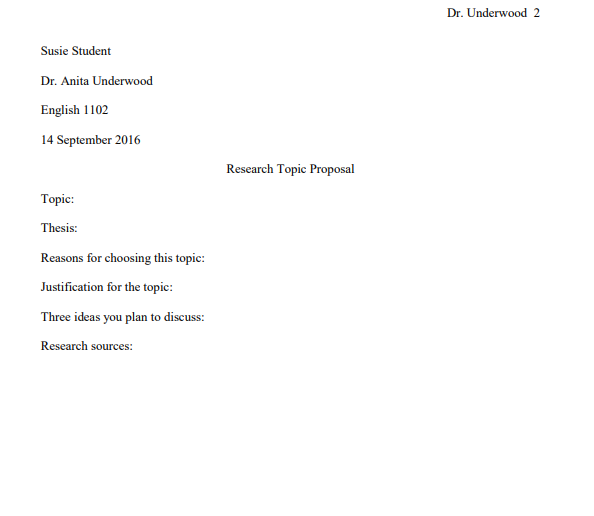 Dr. Underwood 2
Susie Student
Dr. Anita Underwood
English 1102
14 September 2016
Research Topic Proposal
Topic:
Thesis:
Reasons for choosing this topic:
Justification for the topic:
Three ideas you plan to discuss:
Research sources: